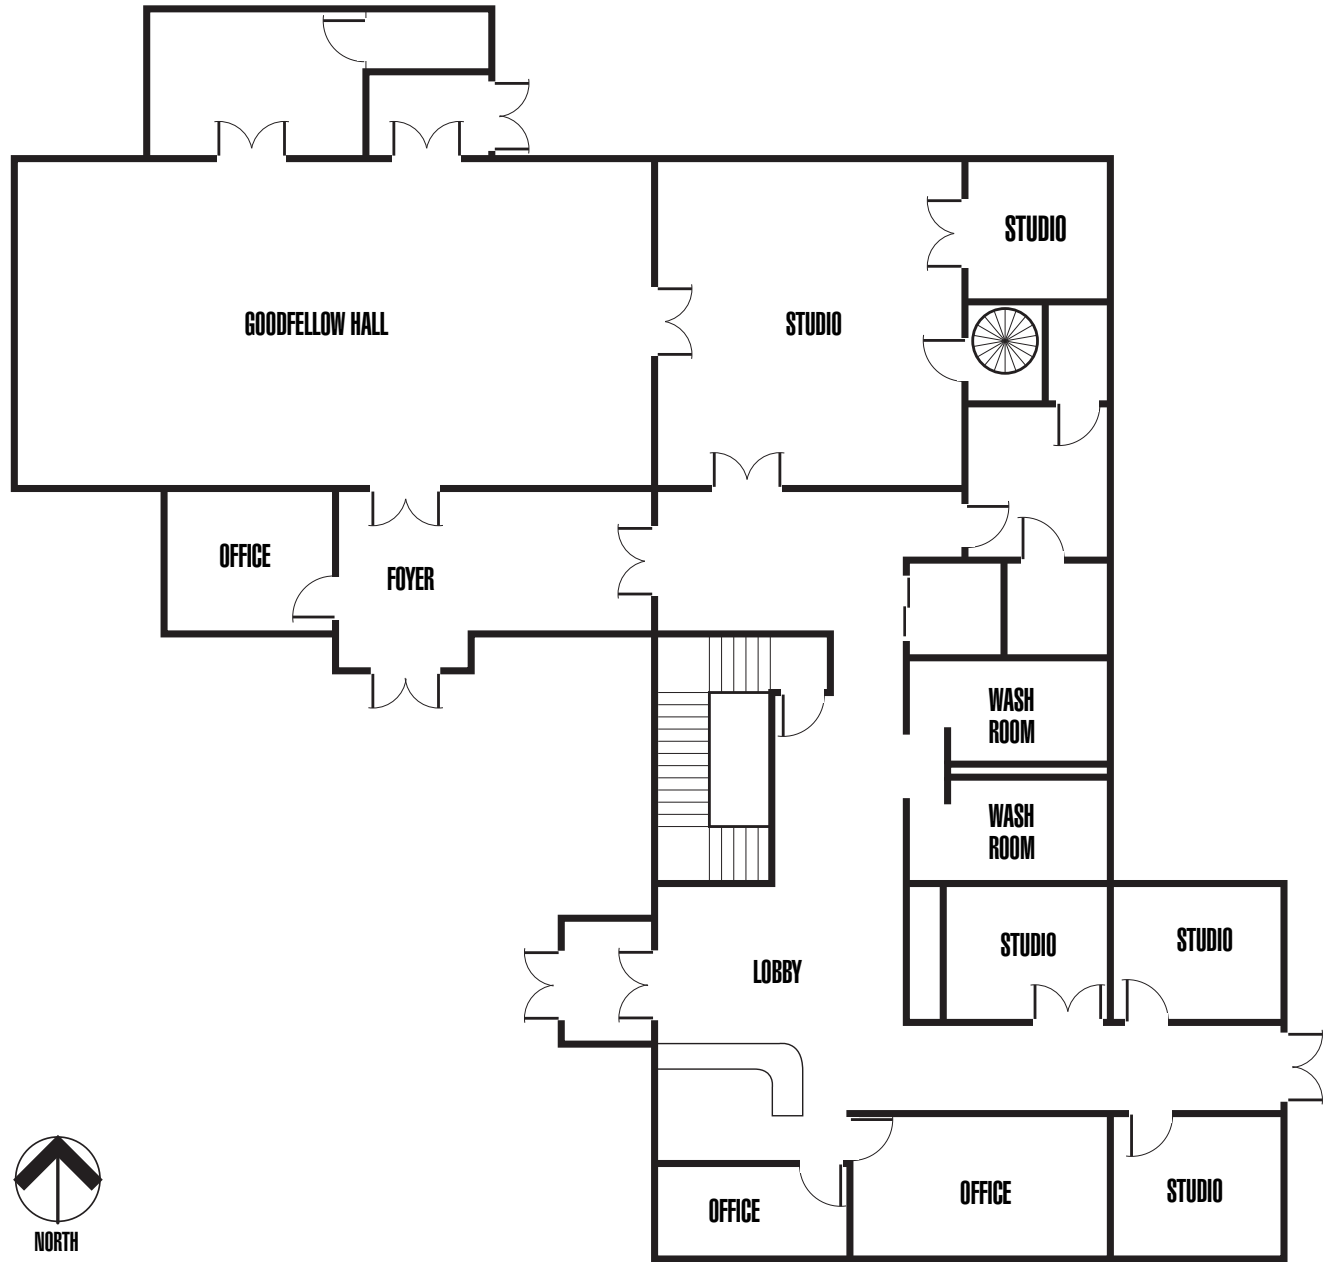 STUDIO
GOODFELLOW HALL
STUDIO
OFFICE
FOYER
WASH
ROOM
WASH
ROOM
STUDIO
STUDIO
LOBBY
OFFICE
OFFICE
STUDIO
NORTH